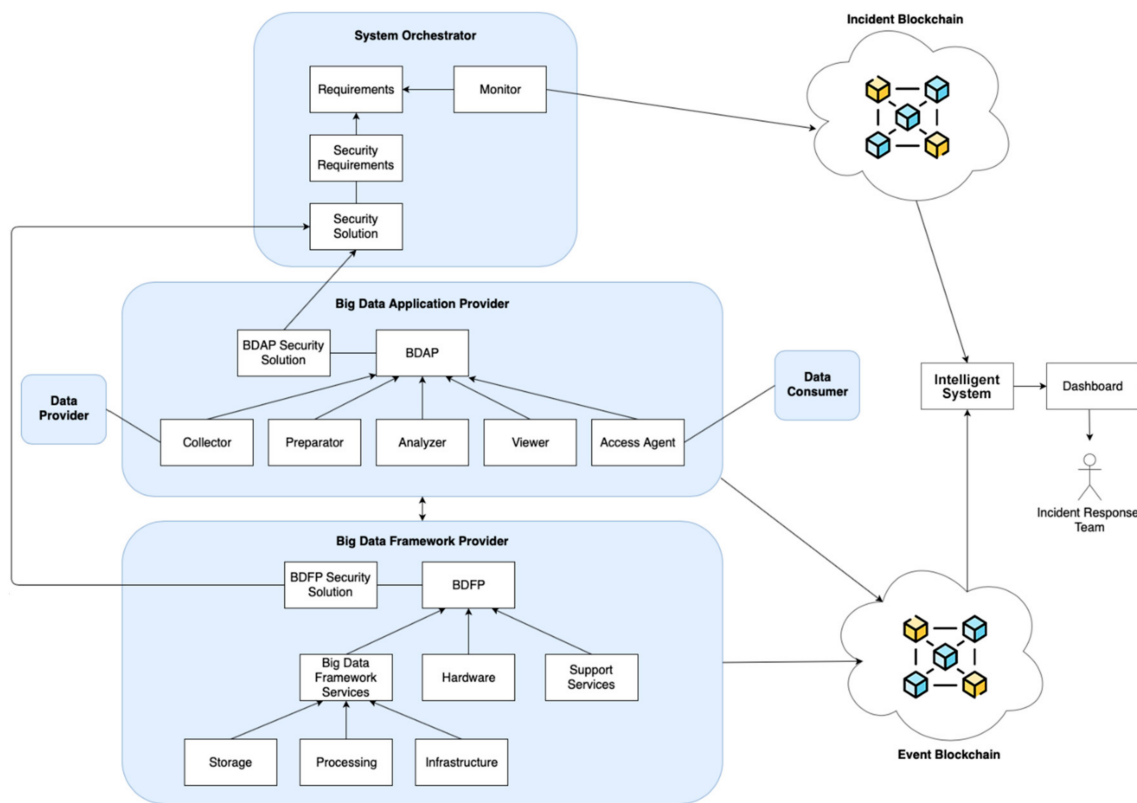 Incident Blockchain
System Orchestrator
Requirements
Monitor
Security
Requirements
Security
Solution
Big Data Application Provider
BDAP Security
Solution
BDAP
Data
Provider
Data
Consumer
Collector
Preparator
Analyzer
Viewer
Access Agent
Intelligent
System
Dashboard
Incident Response
Team
Big Data Framework Provider
BDFP Security
Solution
BDFP
Big Data
Framework
Services
Hardware
Support
Services
Storage
Processing
Infrastructure
Event Blockchain